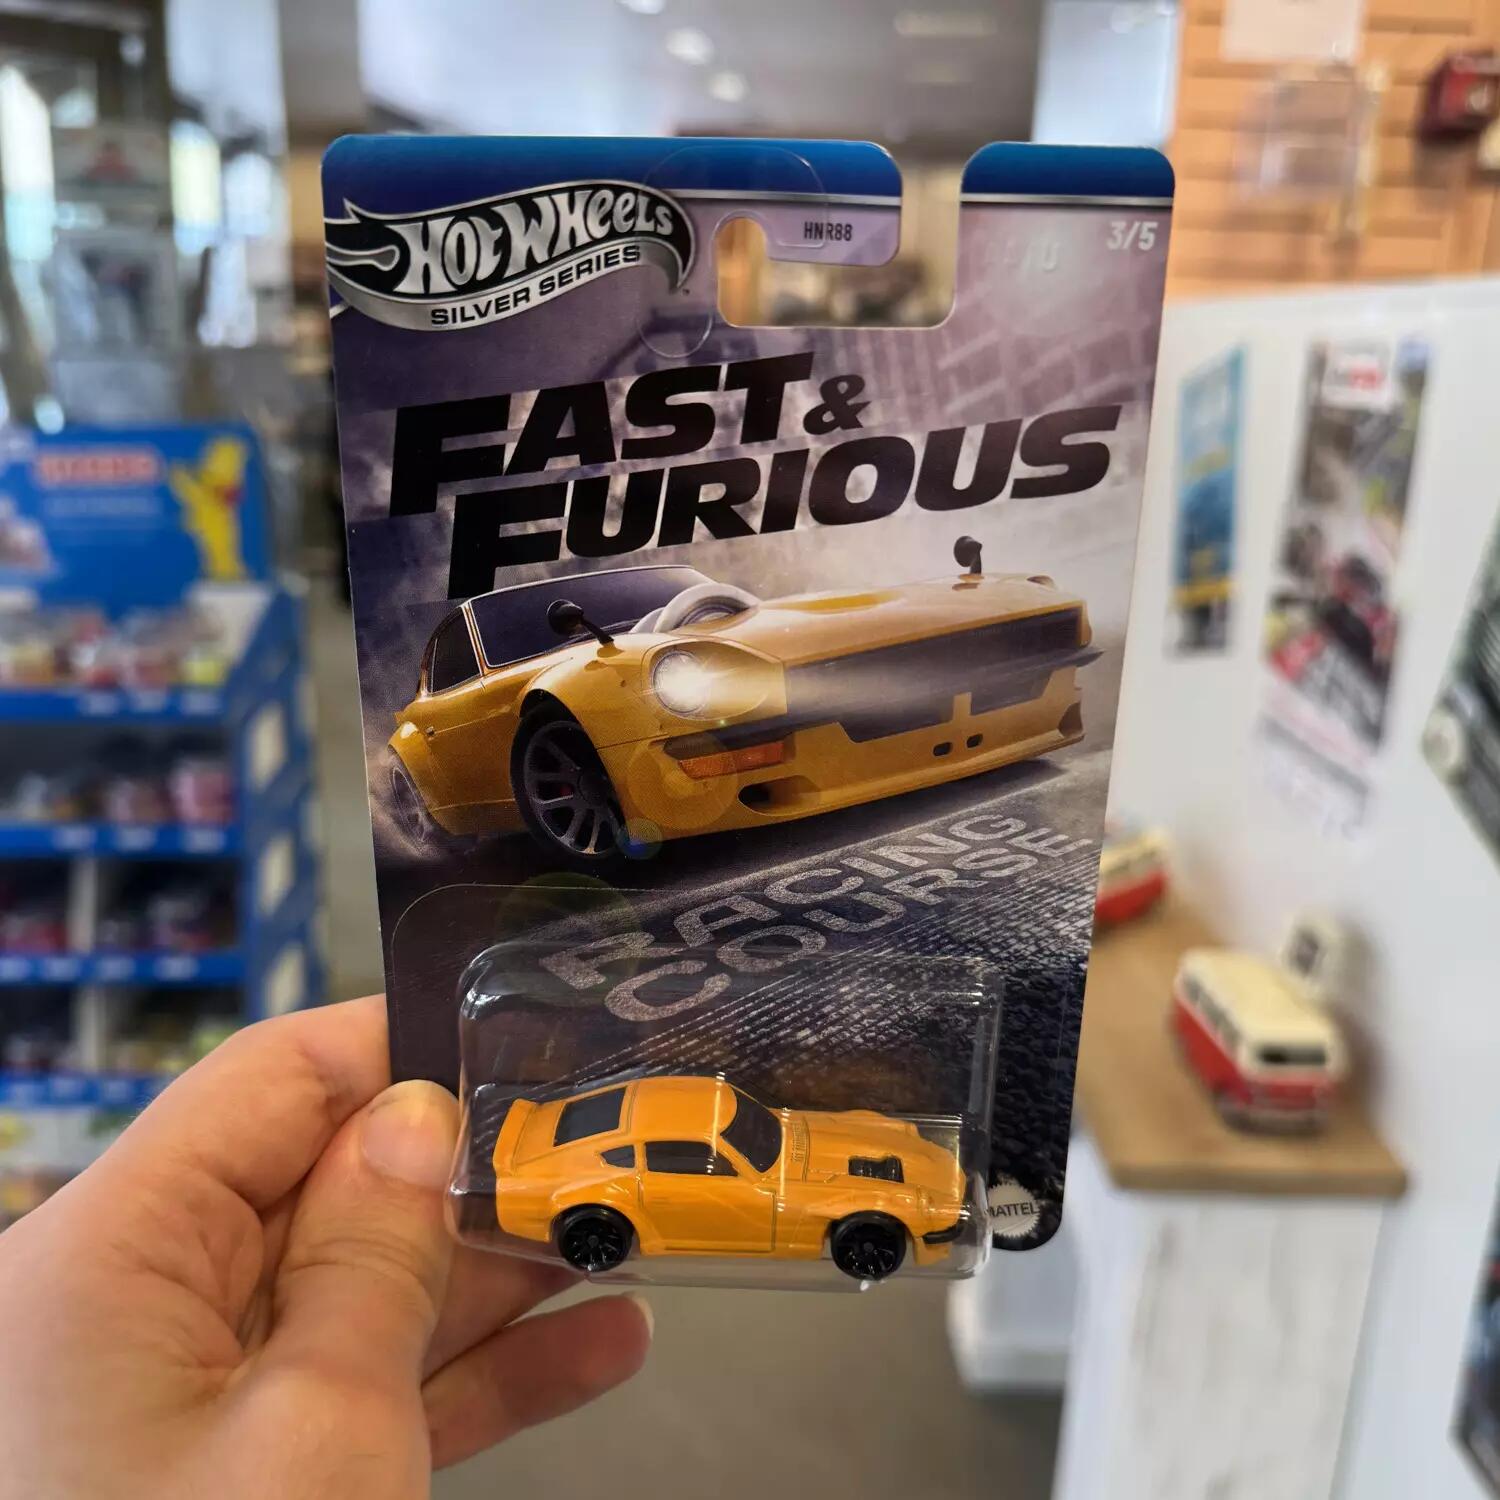 HOT WHEELS
SILVER SERIES
HNR88
3/5
FAST &
FURIOUS
RACING
COURSE
MATTEL